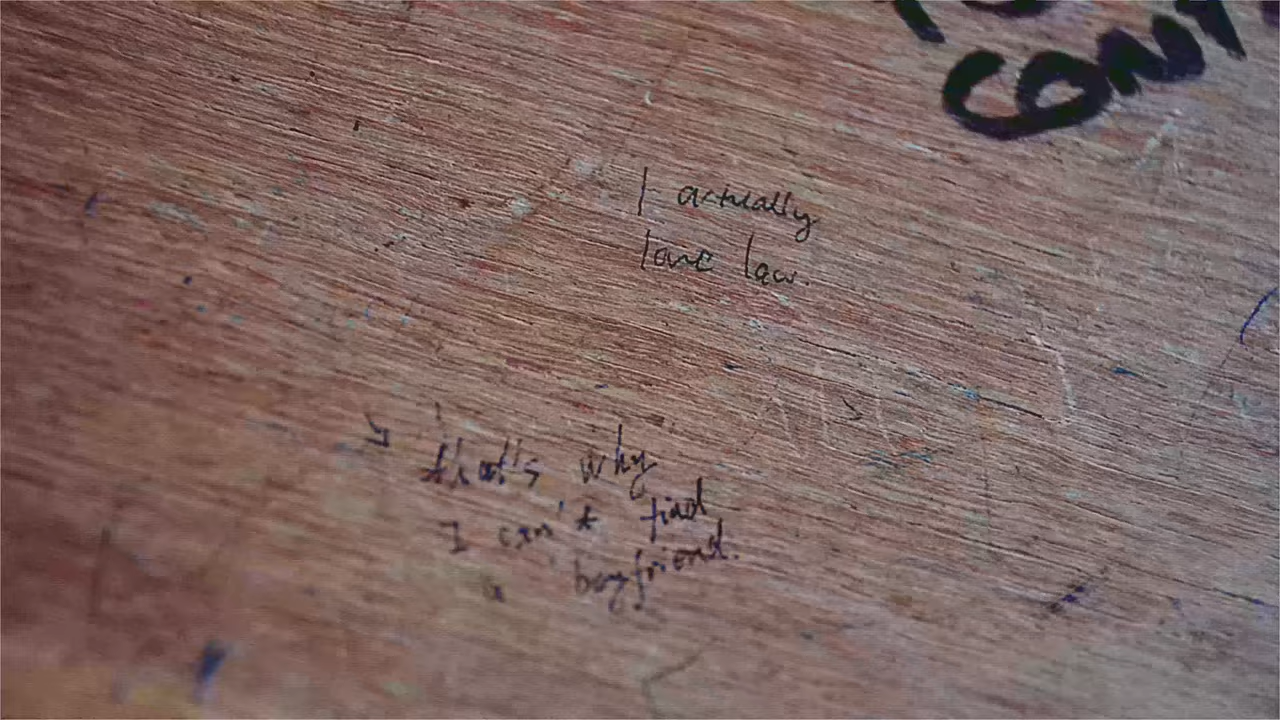 I actually
love law.
that's why
I can't find
a boyfriend.